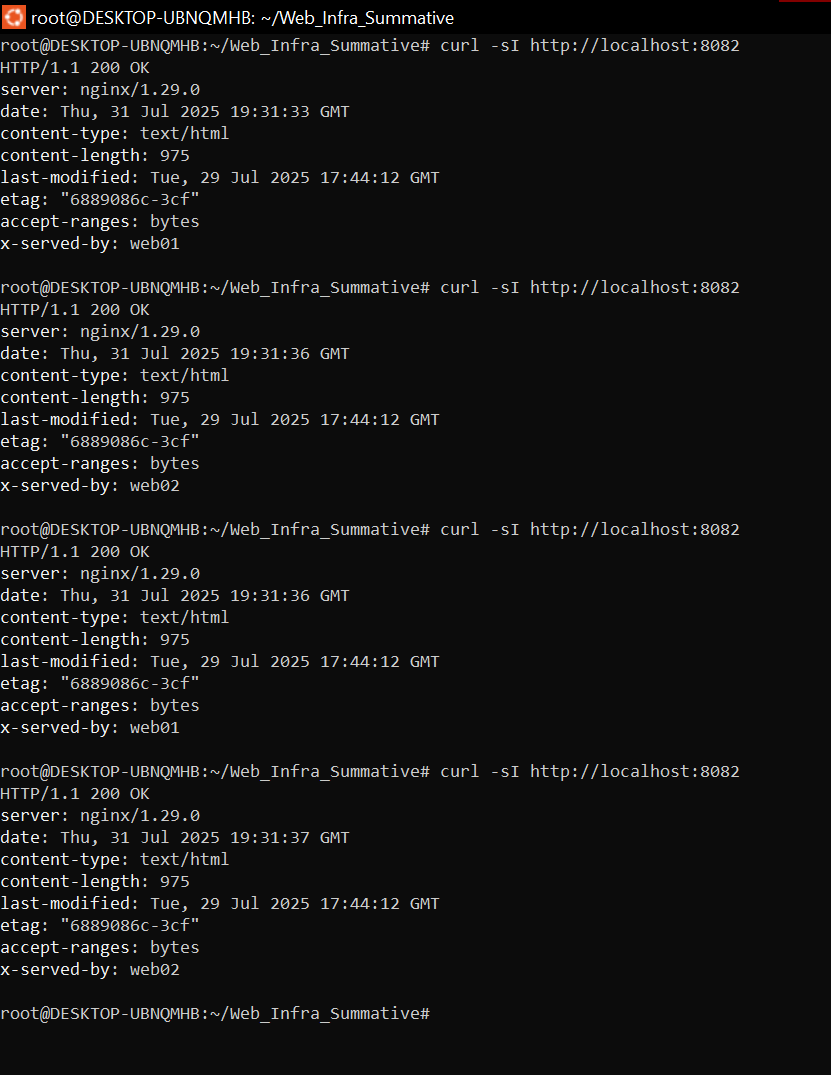 root@DESKTOP-UBNQMHB: ~/Web_Infra_Summative
root@DESKTOP-UBNQMHB:~/Web_Infra_Summative# curl -sI http://localhost:8082
HTTP/1.1 200 OK
server: nginx/1.29.0
date: Thu, 31 Jul 2025 19:31:33 GMT
content-type: text/html
content-length: 975
last-modified: Tue, 29 Jul 2025 17:44:12 GMT
etag: "6889086c-3cf"
accept-ranges: bytes
x-served-by: web01

root@DESKTOP-UBNQMHB:~/Web_Infra_Summative# curl -sI http://localhost:8082
HTTP/1.1 200 OK
server: nginx/1.29.0
date: Thu, 31 Jul 2025 19:31:36 GMT
content-type: text/html
content-length: 975
last-modified: Tue, 29 Jul 2025 17:44:12 GMT
etag: "6889086c-3cf"
accept-ranges: bytes
x-served-by: web02

root@DESKTOP-UBNQMHB:~/Web_Infra_Summative# curl -sI http://localhost:8082
HTTP/1.1 200 OK
server: nginx/1.29.0
date: Thu, 31 Jul 2025 19:31:36 GMT
content-type: text/html
content-length: 975
last-modified: Tue, 29 Jul 2025 17:44:12 GMT
etag: "6889086c-3cf"
accept-ranges: bytes
x-served-by: web01

root@DESKTOP-UBNQMHB:~/Web_Infra_Summative# curl -sI http://localhost:8082
HTTP/1.1 200 OK
server: nginx/1.29.0
date: Thu, 31 Jul 2025 19:31:37 GMT
content-type: text/html
content-length: 975
last-modified: Tue, 29 Jul 2025 17:44:12 GMT
etag: "6889086c-3cf"
accept-ranges: bytes
x-served-by: web02

root@DESKTOP-UBNQMHB:~/Web_Infra_Summative#